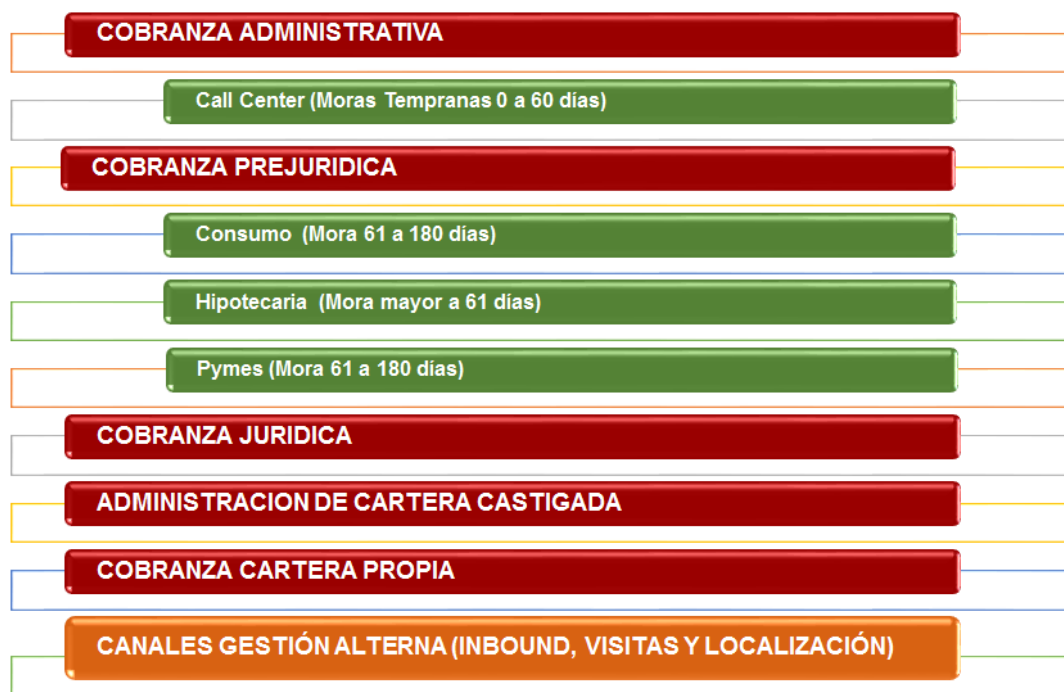 COBRANZA ADMINISTRATIVA
Call Center (Moras Tempranas 0 a 60 días)
COBRANZA PREJURIDICA
Consumo (Mora 61 a 180 días)
Hipotecaria (Mora mayor a 61 días)
Pymes (Mora 61 a 180 días)
COBRANZA JURIDICA
ADMINISTRACION DE CARTERA CASTIGADA
COBRANZA CARTERA PROPIA
CANALES GESTIÓN ALTERNA (INBOUND, VISITAS Y LOCALIZACIÓN)